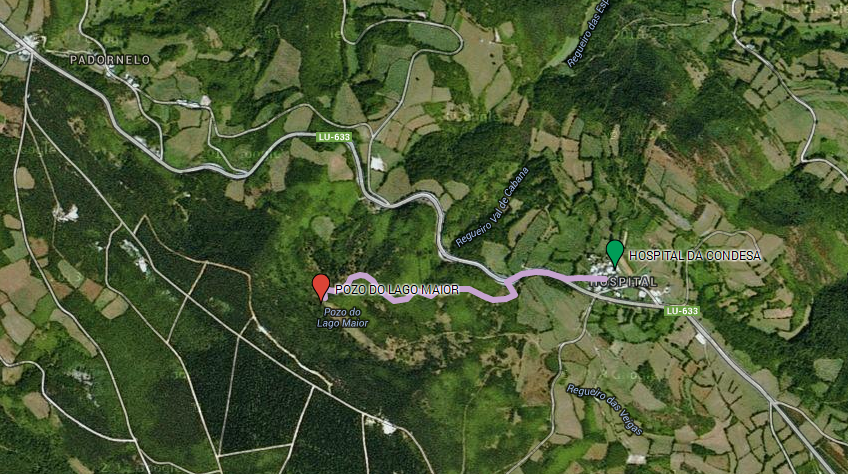 Regueiro das Esp
PADORNELO
LU-633
Regueiro Val de Cabana
HOSPITAL DA CONDESA
HOSPITAL
POZO DO LAGO MAIOR
Pozo do
Lago Maior
LU-633
Regueiro das Vergas